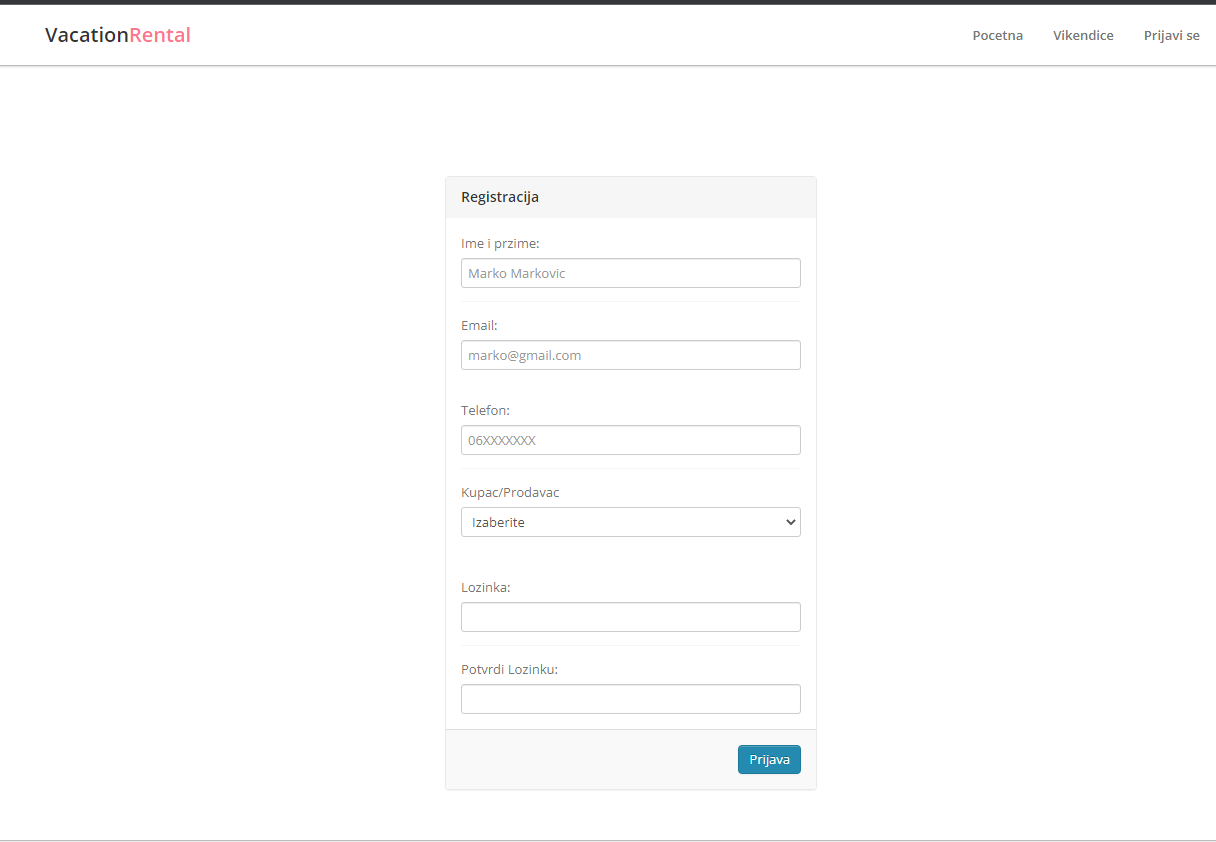 VacationRental
Pocetna Vikendice Prijavi se
Registracija
Ime i przime:
Marko Markovic
Email:
marko@gmail.com
Telefon:
06XXXXXXX
Kupac/Prodavac
Izaberite
Lozinka:
Potvrdi Lozinku:
Prijava